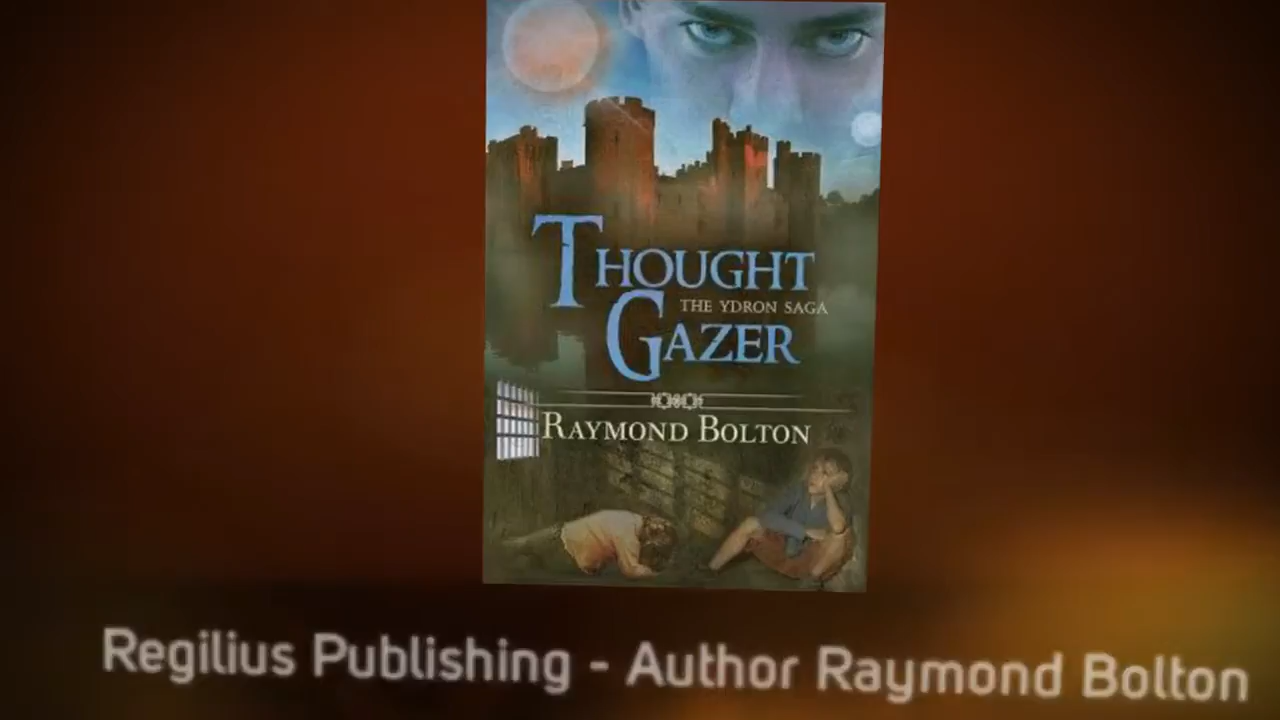 THOUGHT
THE YDRON SAGA
GAZER
RAYMOND BOLTON
Regilius Publishing - Author Raymond Bolton